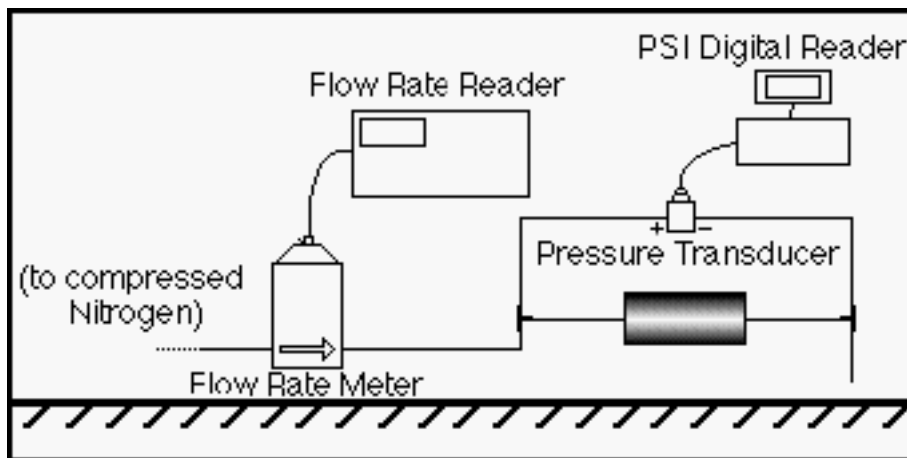 PSI Digital Reader
Flow Rate Reader
+ −
Pressure Transducer
(to compressed
Nitrogen)
Flow Rate Meter